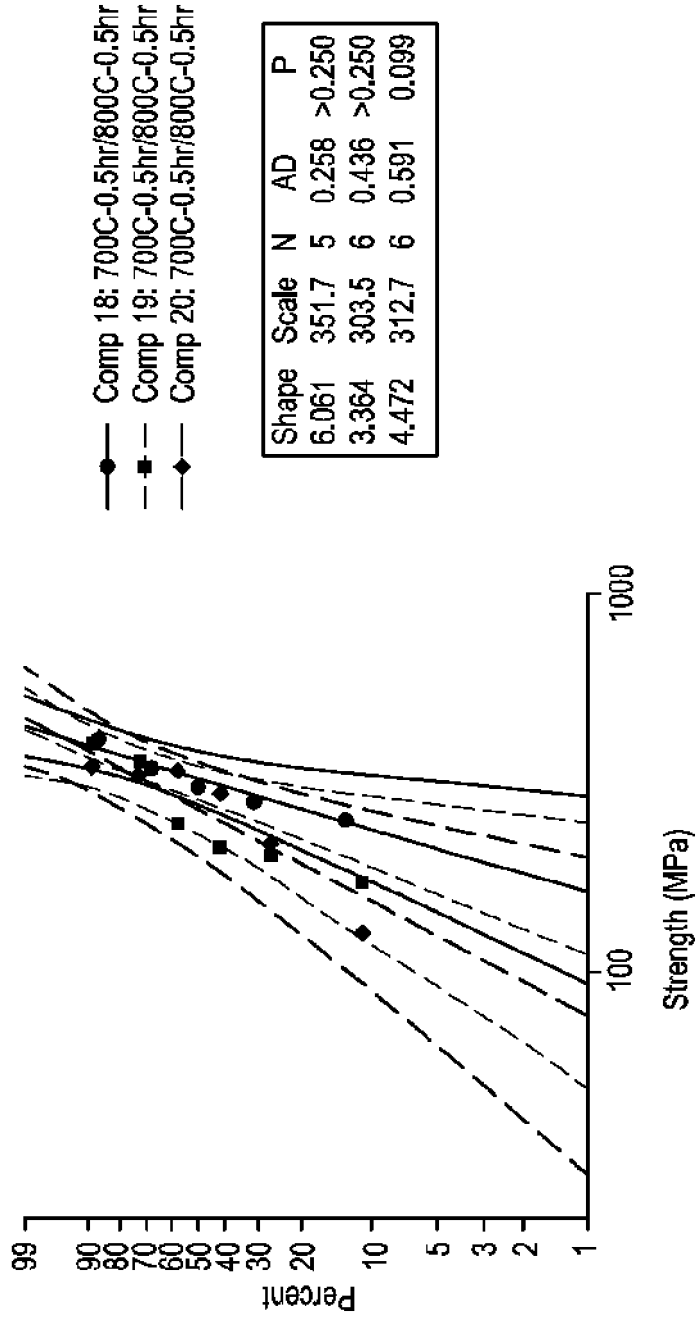 Comp 18: 700C-0.5hr/800C-0.5hr
Comp 19: 700C-0.5hr/800C-0.5hr
Comp 20: 700C-0.5hr/800C-0.5hr
Shape Scale N AD P
6.061 351.7 5 0.258 >0.250
3.364 303.5 6 0.436 >0.250
4.472 312.7 6 0.591 0.099
Percent
99
90
80
70
60
50
40
30
20
10
5
3
2
1
100
1000
Strength (MPa)